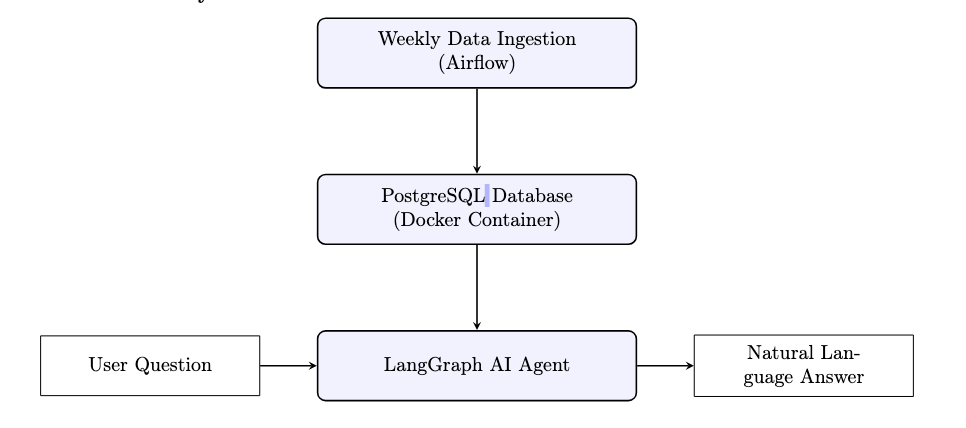 Weekly Data Ingestion
(Airflow)
PostgreSQL Database
(Docker Container)
User Question
LangGraph AI Agent
Natural Lan-
guage Answer